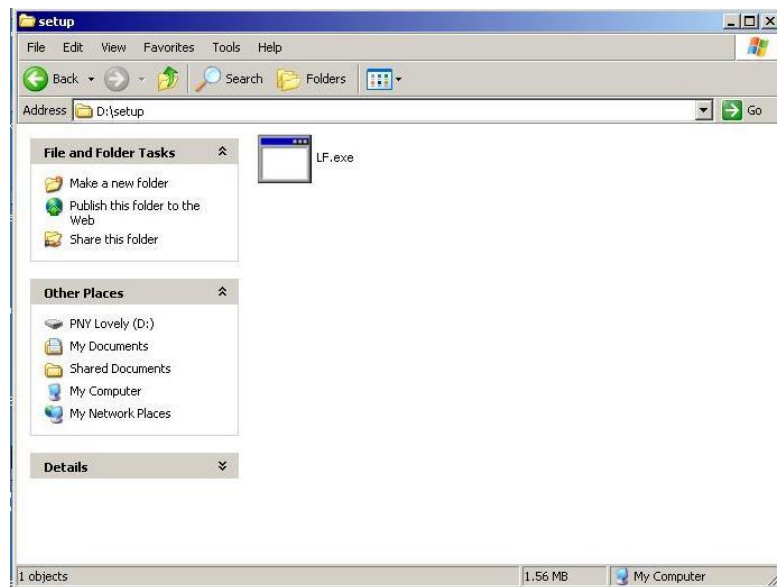 setup
File Edit View Favorites Tools Help
Back Search Folders
Address D:\setup Go
File and Folder Tasks
Make a new folder
Publish this folder to the
Web
Share this folder
LF.exe
Other Places
PNY Lovely (D:)
My Documents
Shared Documents
My Computer
My Network Places
Details
1 objects 1.56 MB My Computer